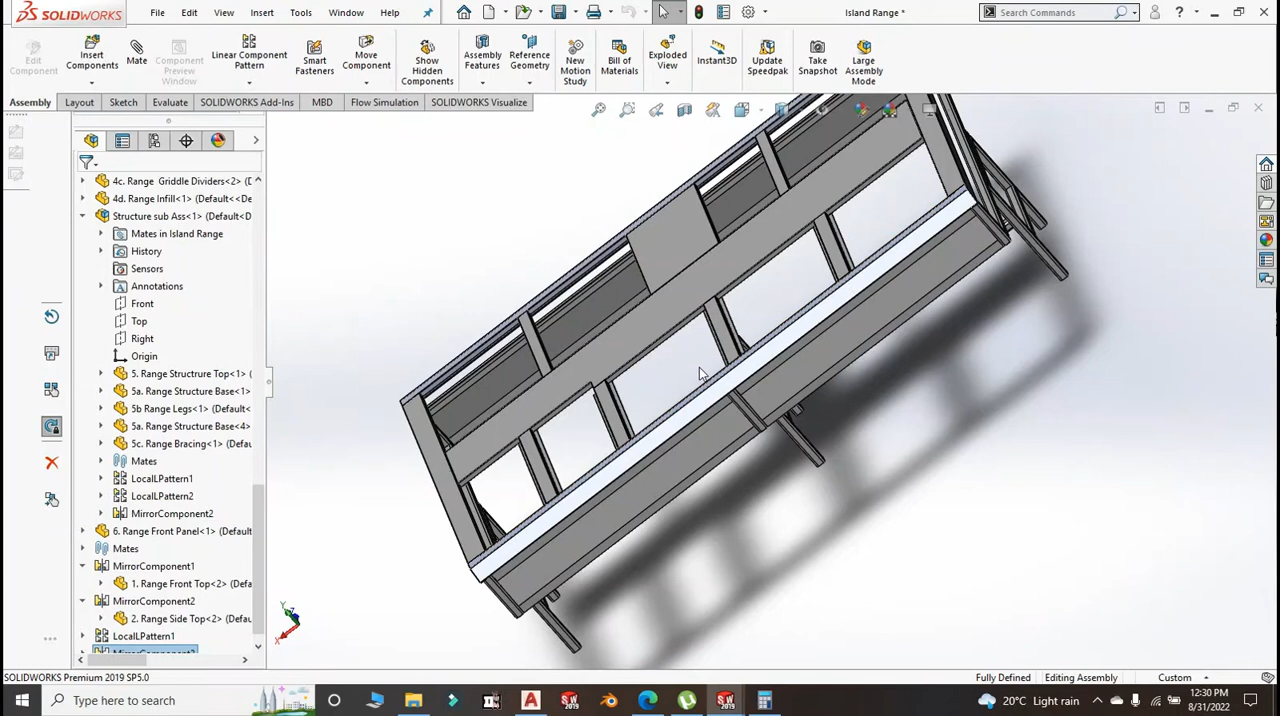 SOLIDWORKS File Edit View Insert Tools Window Help Island Range * Search Commands ?
Edit Component
Insert Components
Mate
Component Preview Window
Linear Component Pattern
Smart Fasteners
Move Component
Show Hidden Components
Assembly Features
Reference Geometry
New Motion Study
Bill of Materials
Exploded View
Instant3D
Update Speedpak
Take Snapshot
Large Assembly Mode
Assembly Layout Sketch Evaluate SOLIDWORKS Add-Ins MBD Flow Simulation SOLIDWORKS Visualize
4c. Range Griddle Dividers<2> (D
4d. Range Infill<1> (Default<<De
Structure sub Ass<1> (Default<D
Mates in Island Range
History
Sensors
Annotations
Front
Top
Right
Origin
5. Range Structrure Top<1>
5a. Range Structure Base<1>
5b Range Legs<1> (Default<
5a. Range Structure Base<4>
5c. Range Bracing<1> (Defau
Mates
LocalLPattern1
LocalLPattern2
MirrorComponent2
6. Range Front Panel<1> (Default
Mates
MirrorComponent1
1. Range Front Top<2> (Defa
MirrorComponent2
2. Range Side Top<2> (Defau
LocalLPattern1
Y
Z
X
SOLIDWORKS Premium 2019 SP5.0 Fully Defined Editing Assembly Custom
Type here to search 20°C Light rain 12:30 PM
8/31/2022